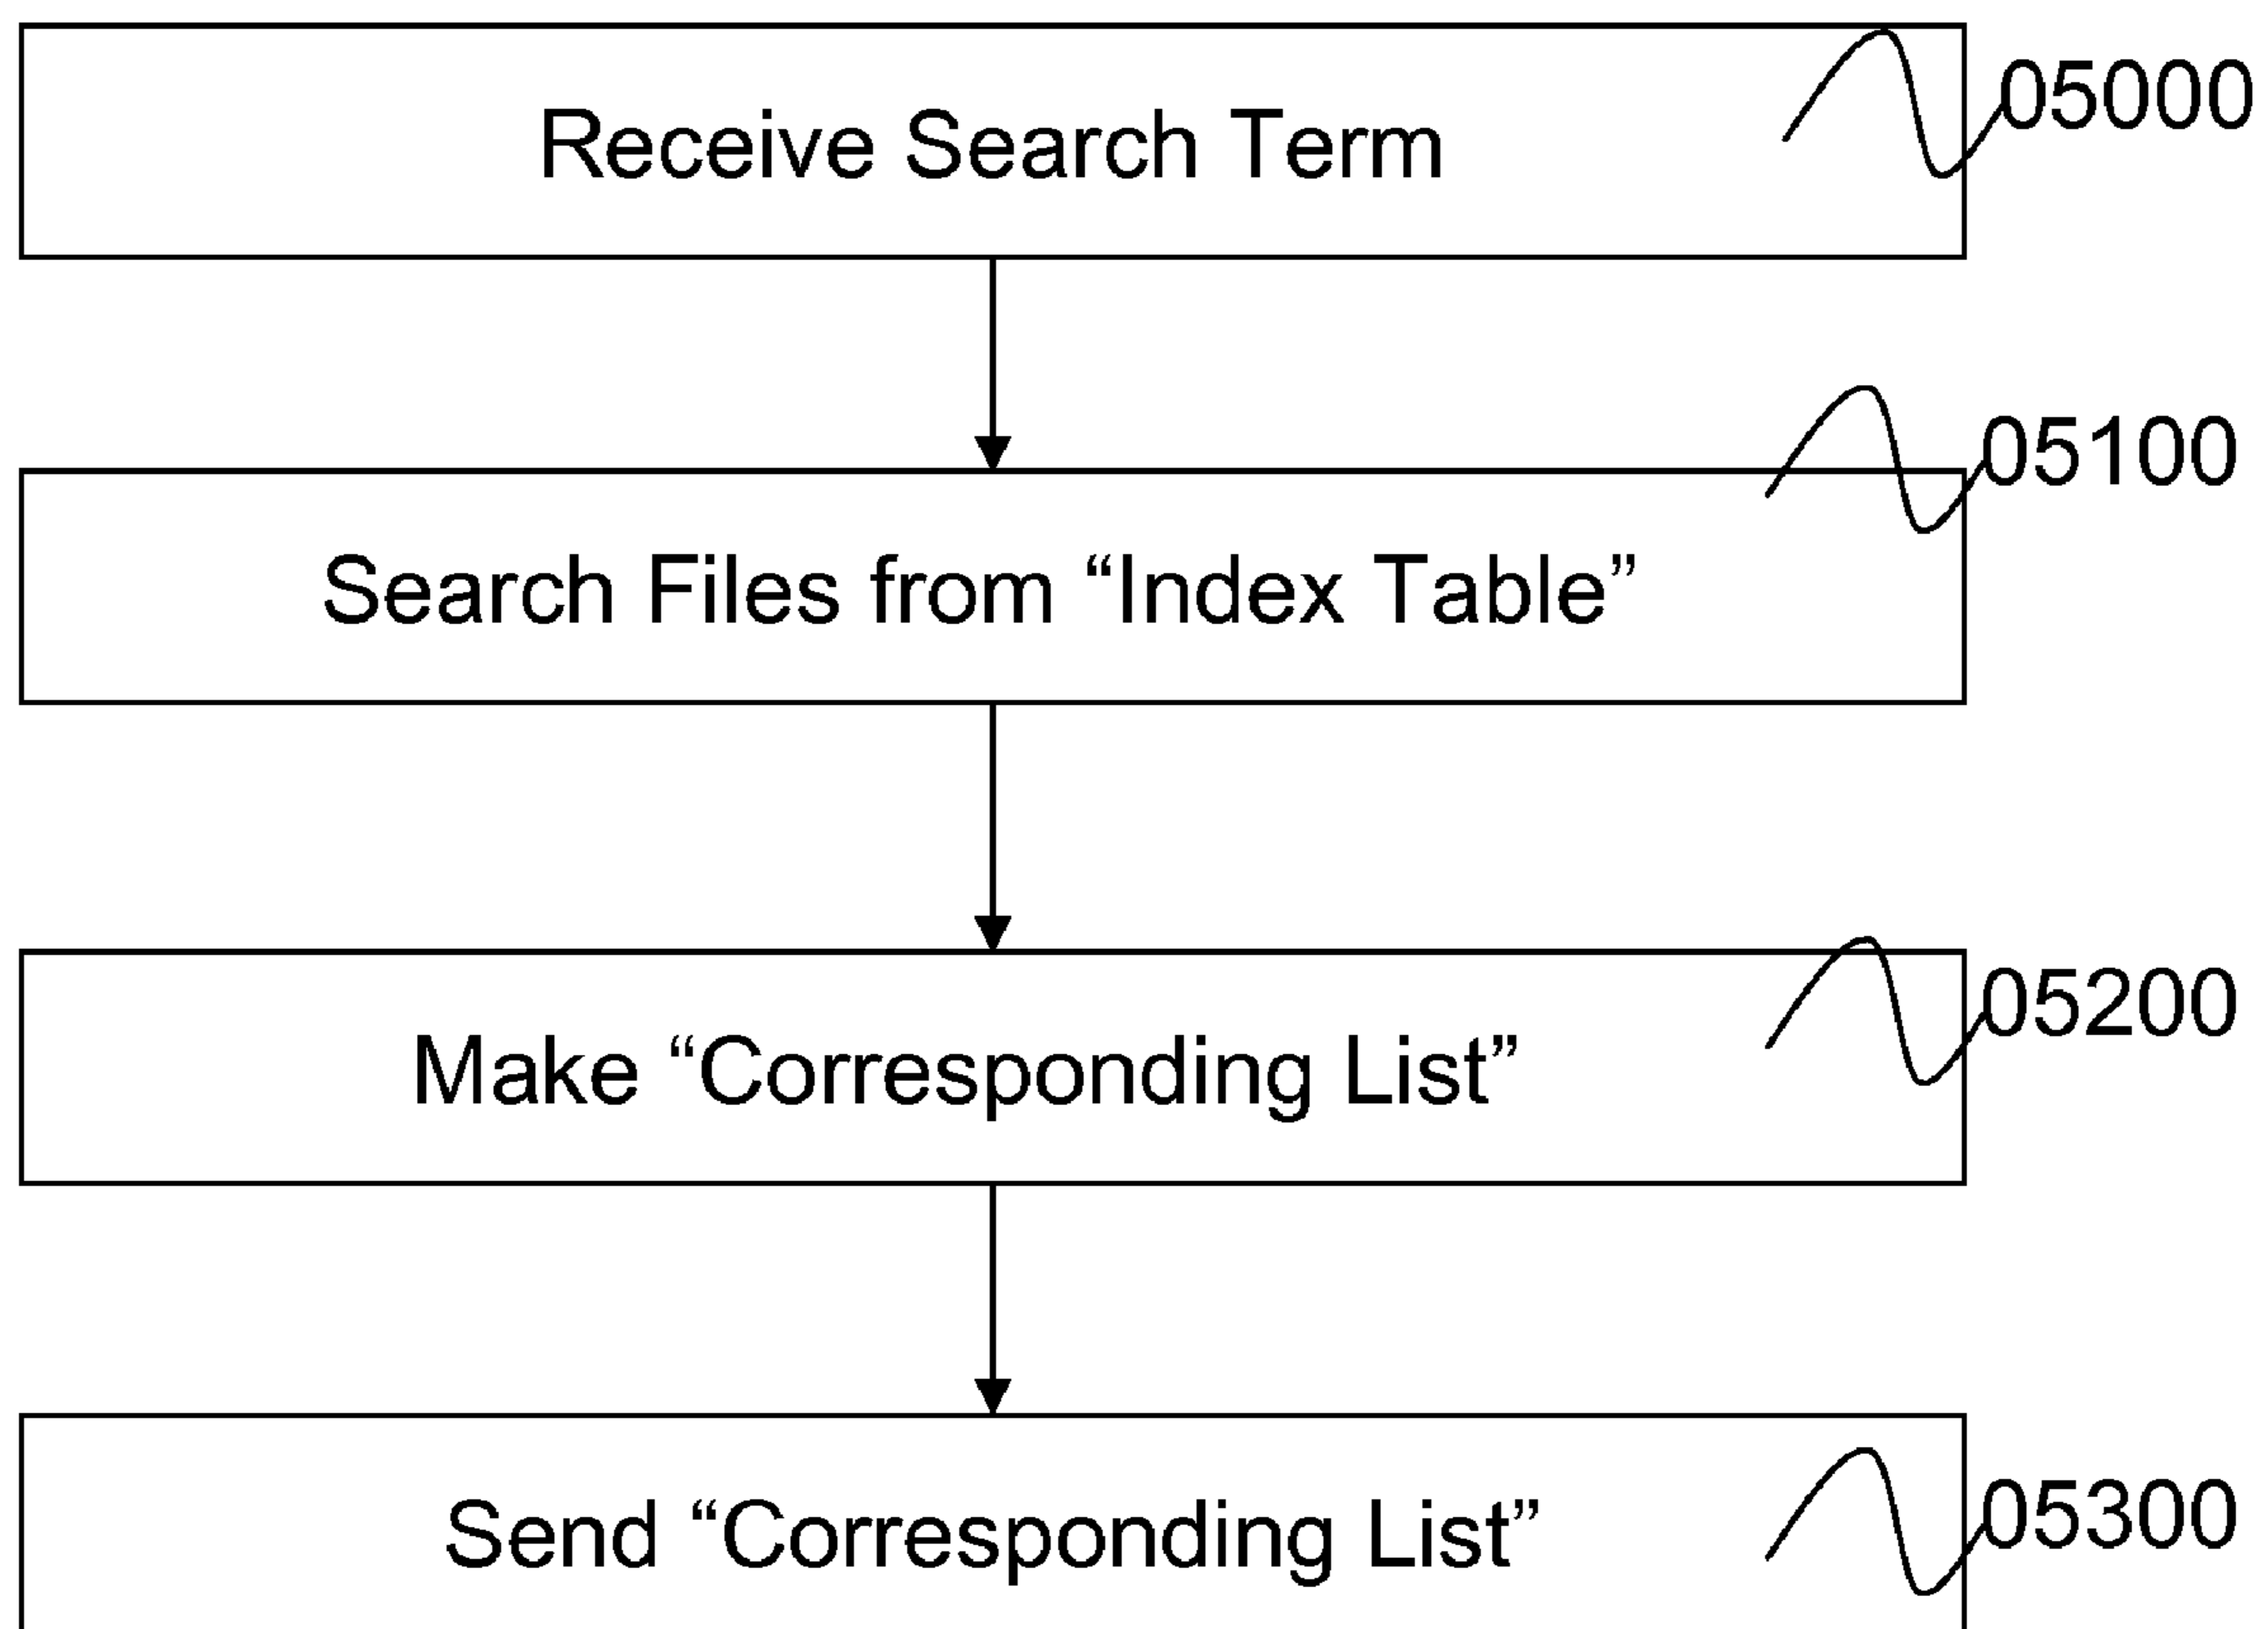 Receive Search Term
05000
05100
Search Files from “Index Table”
05200
Make “Corresponding List”
05300
Send “Corresponding List”